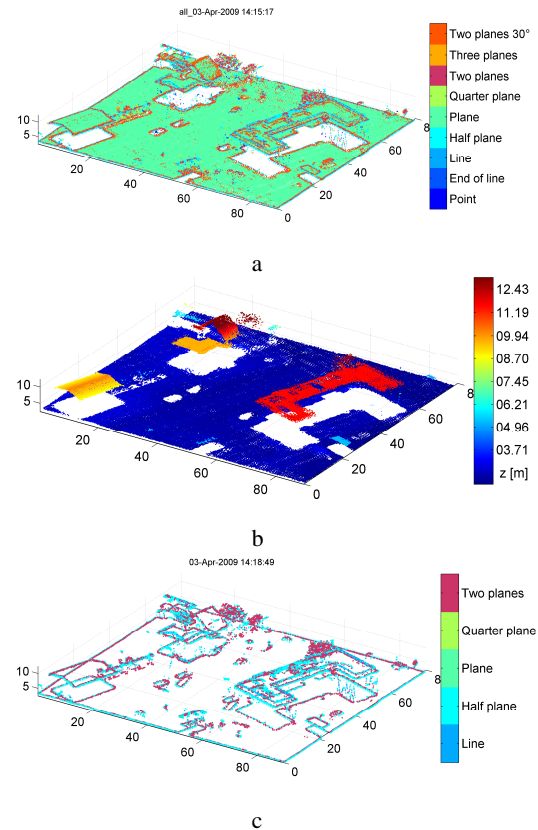 all_03-Apr-2009 14:15:17
Two planes 30°
Three planes
Two planes
Quarter plane
Plane
Half plane
Line
End of line
Point
10
5
20
40
60
80
0
20
40
60
8
a
12.43
11.19
09.94
08.70
07.45
06.21
04 96
03.71
z [m]
10
5
20
40
60
80
0
20
40
60
8
b
03-Apr-2009 14:18:49
Two planes
Quarter plane
Plane
Half plane
Line
10
5
20
40
60
80
0
20
40
60
8
c